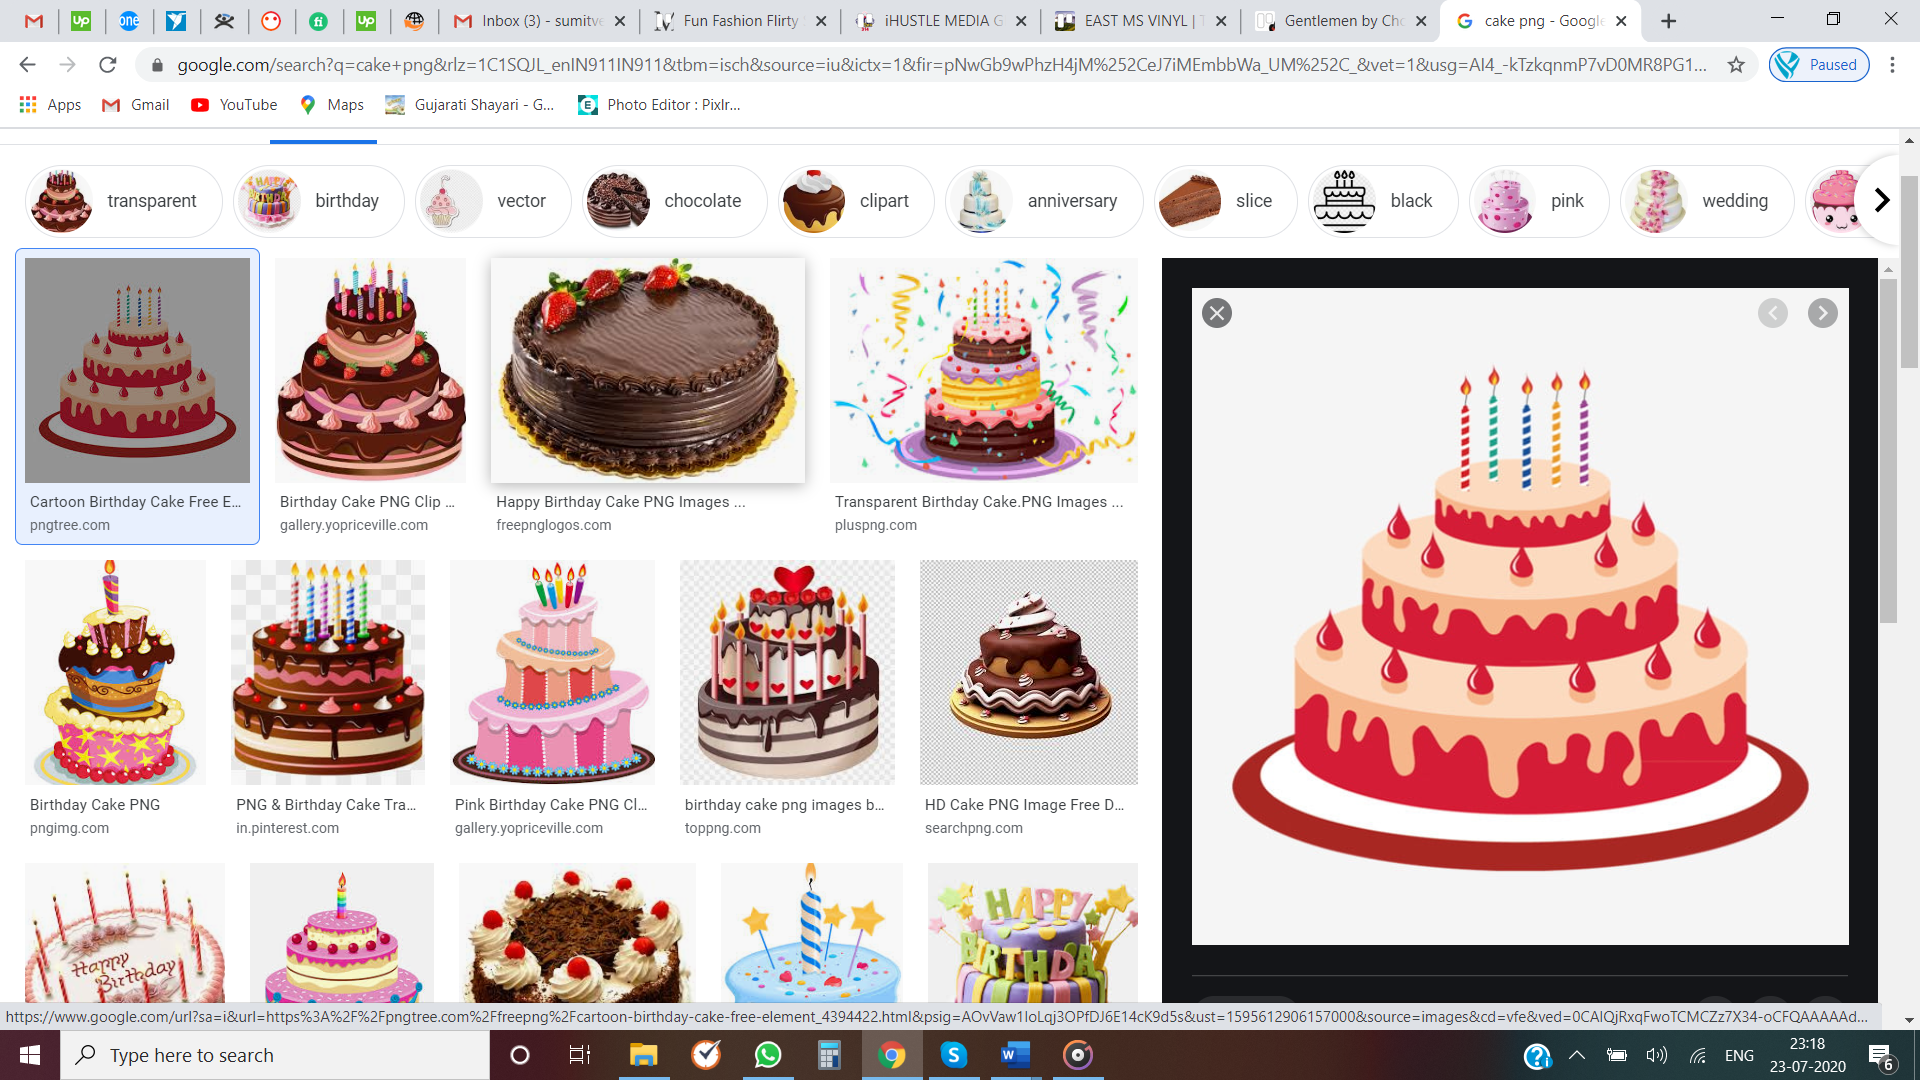 Inbox (3) - sumitve
Fun Fashion Flirty
iHUSTLE MEDIA G
EAST MS VINYL | T
Gentlemen by Cho
cake png - Google
google.com/search?q=cake+png&rlz=1C1SQJL_enIN911IN911&tbm=isch&source=iu&ictx=1&fir=pNwGb9wPhzH4jM%252CeJ7iMEmbbWa_UM%252C_&vet=1&usg=AI4_-kTzkqnmP7vD0MR8PG1...
Paused
Apps
Gmail
YouTube
Maps
Gujarati Shayari - G...
Photo Editor : Pixlr...
transparent
birthday
vector
chocolate
clipart
anniversary
slice
black
pink
wedding
Cartoon Birthday Cake Free E...
pngtree.com
Birthday Cake PNG Clip ...
gallery.yopriceville.com
Happy Birthday Cake PNG Images ...
freepnglogos.com
Transparent Birthday Cake.PNG Images ...
pluspng.com
Birthday Cake PNG
pngimg.com
PNG & Birthday Cake Tra...
in.pinterest.com
Pink Birthday Cake PNG Cl...
gallery.yopriceville.com
birthday cake png images b...
toppng.com
HD Cake PNG Image Free D...
searchpng.com
Happy
Birthday
HAPPY
BIRTHDAY
https://www.google.com/url?sa=i&url=https%3A%2F%2Fpngtree.com%2Ffreepng%2Fcartoon-birthday-cake-free-element_4394422.html&psig=AOvVaw1IoLqj3OPfDJ6E14cK9d5s&ust=1595612906157000&source=images&cd=vfe&ved=0CAIQjRxqFwoTCMCZz7X34-oCFQAAAAAd...
Type here to search
ENG
23:18
23-07-2020
6